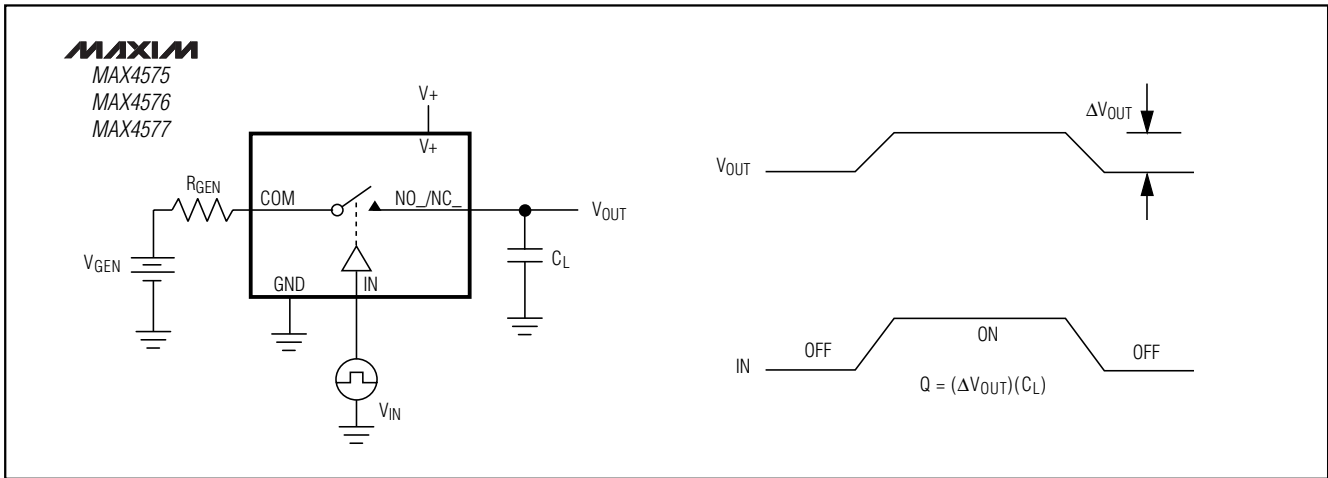 MAXIM
MAX4575
MAX4576
MAX4577
V+
V+
RGEN
COM
NO_/NC_
VOUT
VGEN
CL
GND
IN
VIN
ΔVOUT
VOUT
OFF
ON
OFF
IN
Q = (ΔVOUT)(CL)